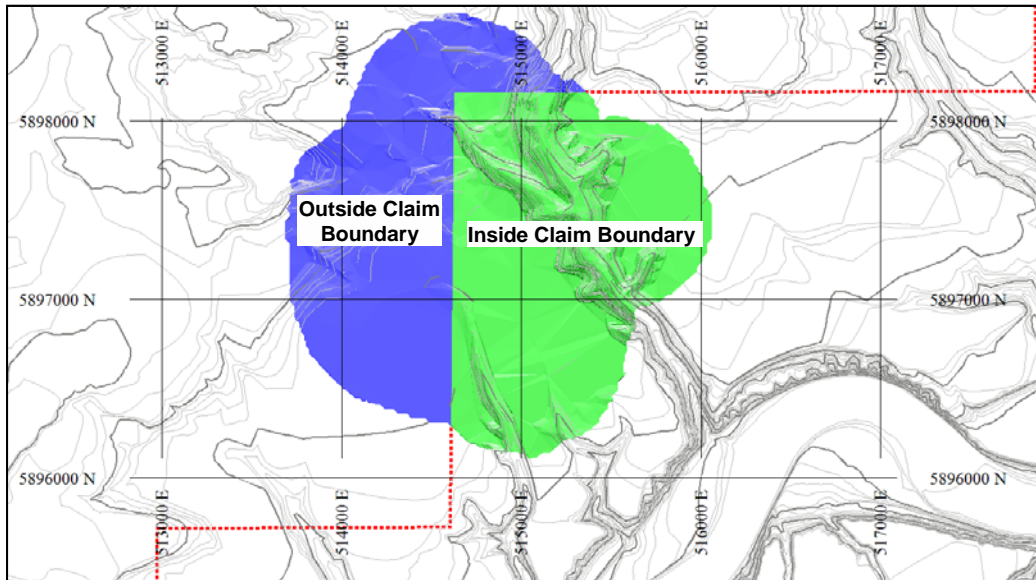 513000 E
514000 E
515000 E
516000 E
517000 E
5898000 N
5898000 N
Outside Claim
Boundary
Inside Claim Boundary
5897000 N
5897000 N
5896000 N
5896000 N
513000 E
514000 E
515000 E
516000 E
517000 E